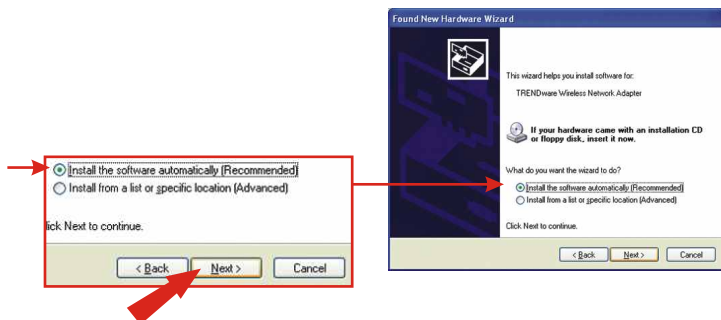 Found New Hardware Wizard
This wizard helps you install software for:
TRENDware Wireless Network Adapter
If your hardware came with an installation CD
or floppy disk, insert it now.
What do you want the wizard to do?
Install the software automatically (Recommended)
Install from a list or specific location (Advanced)
Click Next to continue.
< Back
Next >
Cancel
Install the software automatically (Recommended)
Install from a list or specific location (Advanced)
lick Next to continue.
< Back
Next >
Cancel